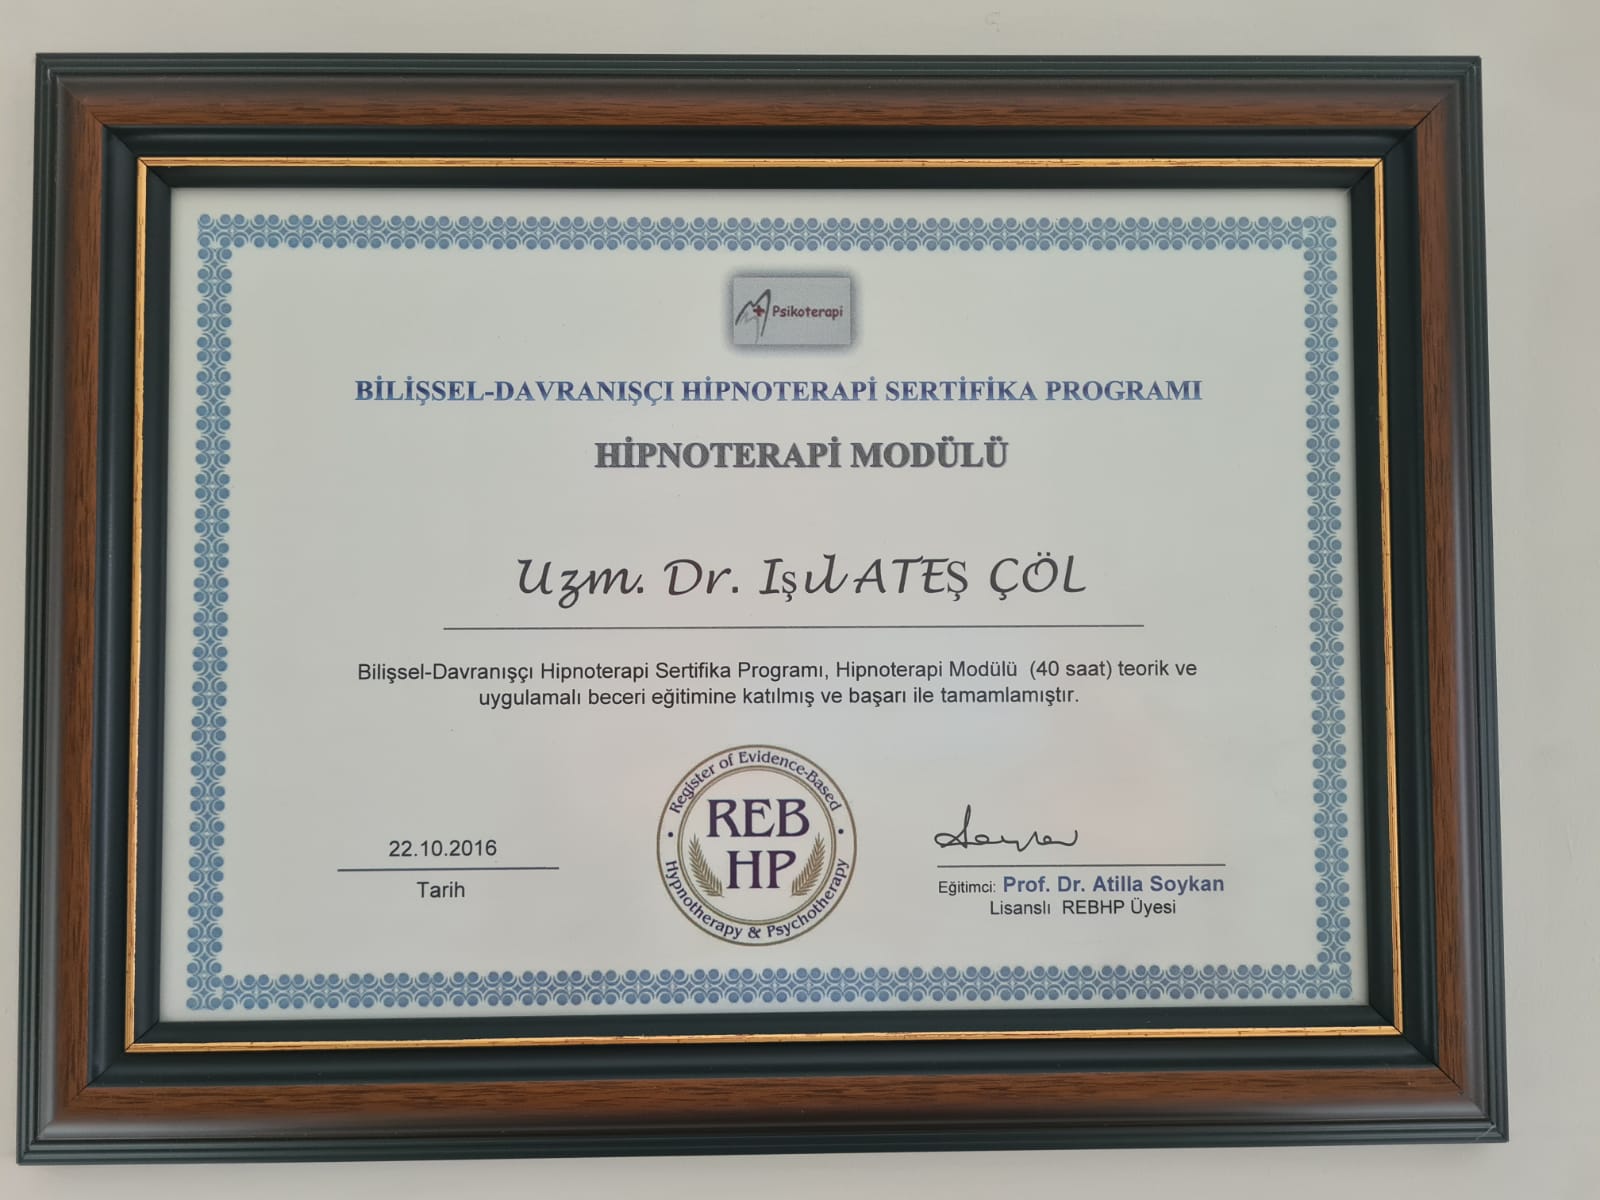 Psikoterapi
BİLİŞSEL-DAVRANIŞÇI HİPNOTERAPİ SERTİFİKA PROGRAMI
HİPNOTERAPİ MODÜLÜ
Uzm. Dr. Işıl ATEŞ ÇÖL
Bilişsel-Davranışçı Hipnoterapi Sertifika Programı, Hipnoterapi Modülü (40 saat) teorik ve
uygulamalı beceri eğitimine katılmış ve başarı ile tamamlamıştır.
22.10.2016
Tarih
Register of Evidence-Based
REB
HP
Hypnotherapy & Psychotherapy
Eğitimci: Prof. Dr. Atilla Soykan
Lisanslı REBHP Üyesi